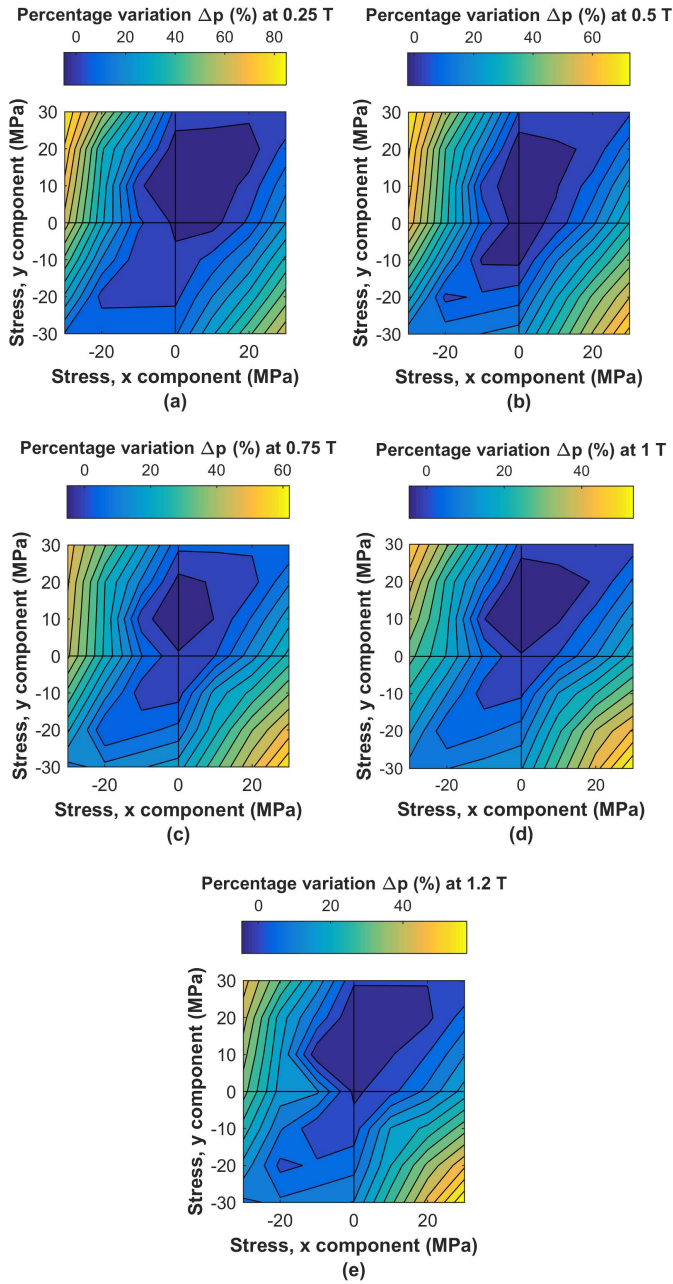 Percentage variation Δp (%) at 0.25 T
0 20 40 60 80
Stress, y component (MPa)
30
20
10
0
-10
-20
-30
-20 0 20
Stress, x component (MPa)
(a)
Percentage variation Δp (%) at 0.5 T
0 20 40 60
Stress, y component (MPa)
30
20
10
0
-10
-20
-30
-20 0 20
Stress, x component (MPa)
(b)
Percentage variation Δp (%) at 0.75 T
0 20 40 60
Stress, y component (MPa)
30
20
10
0
-10
-20
-30
-20 0 20
Stress, x component (MPa)
(c)
Percentage variation Δp (%) at 1 T
0 20 40
Stress, y component (MPa)
30
20
10
0
-10
-20
-30
-20 0 20
Stress, x component (MPa)
(d)
Percentage variation Δp (%) at 1.2 T
0 20 40
Stress, y component (MPa)
30
20
10
0
-10
-20
-30
-20 0 20
Stress, x component (MPa)
(e)